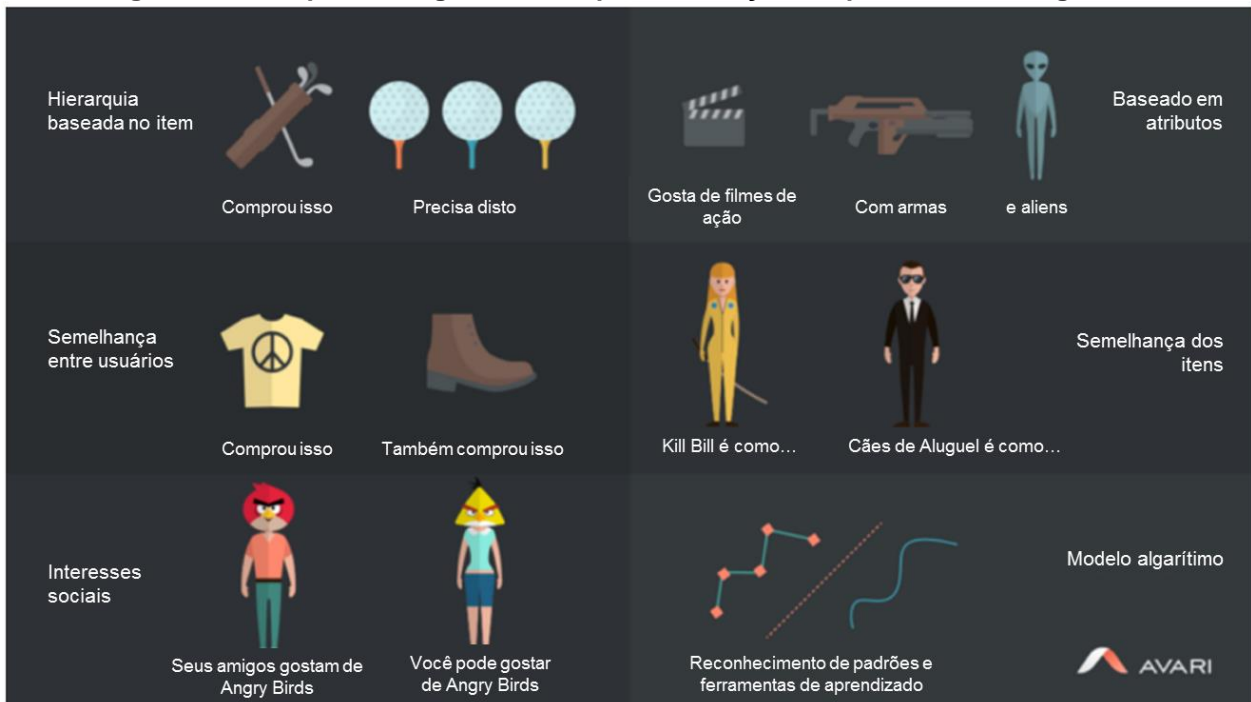 Hierarquia
baseada no item
Comprou isso
Precisa disto
Gosta de filmes de
ação
Com armas
e aliens
Baseado em
atributos
Semelhança
entre usuários
Comprou isso
Também comprou isso
Kill Bill é como...
Cães de Aluguel é como...
Semelhança dos
itens
Interesses
sociais
Seus amigos gostam de
Angry Birds
Você pode gostar
de Angry Birds
Reconhecimento de padrões e
ferramentas de aprendizado
Modelo algarítimo
AVARI